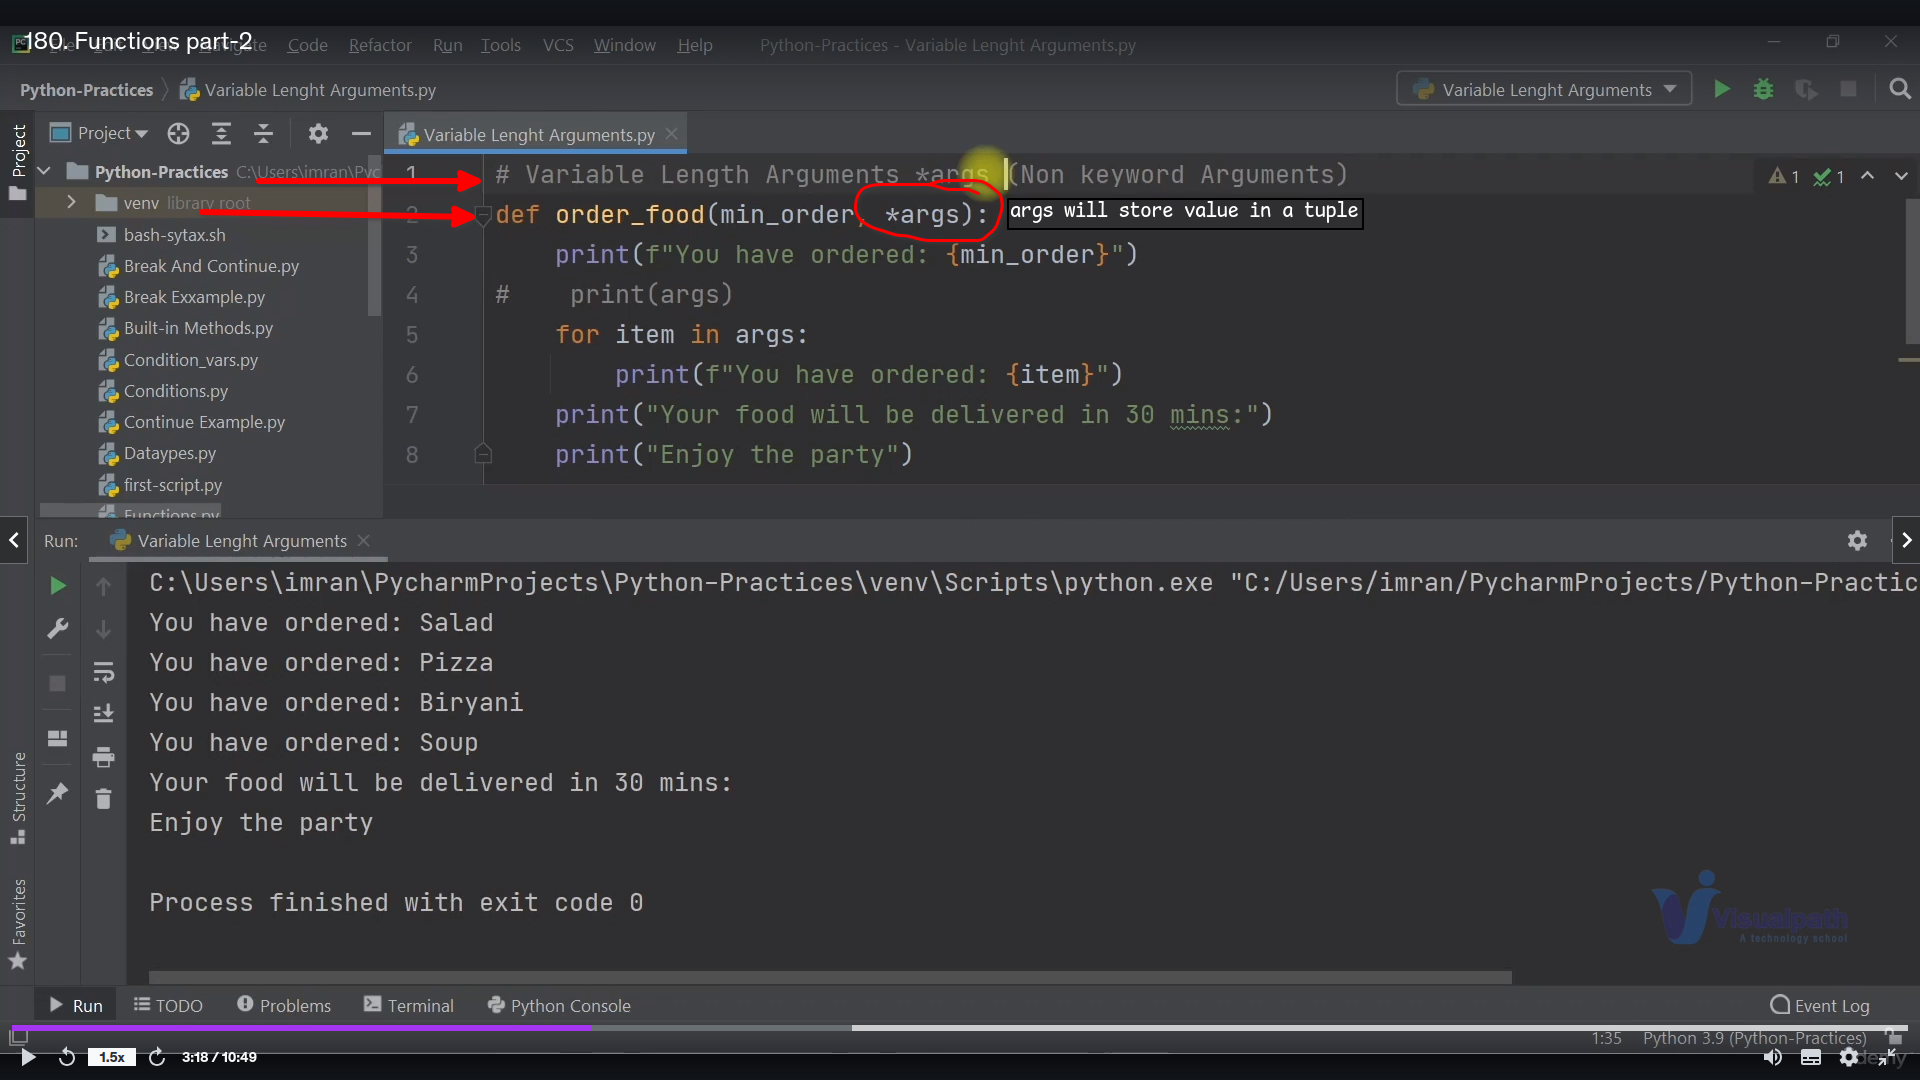 180. Functions part-2
Code Refactor Run Tools VCS Window Help Python-Practices - Variable Lenght Arguments.py
Python-Practices Variable Lenght Arguments.py Variable Lenght Arguments
Project Project Variable Lenght Arguments.py
Python-Practices C:\Users\imran\Pyc
venv library root
bash-sytax.sh
Break And Continue.py
Break Exxample.py
Built-in Methods.py
Condition_vars.py
Conditions.py
Continue Example.py
Dataypes.py
first-script.py
Functions.py
1 # Variable Length Arguments *args (Non keyword Arguments) 1 1
2 def order_food(min_order, *args): args will store value in a tuple
3 print(f"You have ordered: {min_order}")
4 # print(args)
5 for item in args:
6 print(f"You have ordered: {item}")
7 print("Your food will be delivered in 30 mins:")
8 print("Enjoy the party")
Run: Variable Lenght Arguments
C:\Users\imran\PycharmProjects\Python-Practices\venv\Scripts\python.exe "C:/Users/imran/PycharmProjects/Python-Practic
You have ordered: Salad
You have ordered: Pizza
You have ordered: Biryani
You have ordered: Soup
Your food will be delivered in 30 mins:
Enjoy the party
Process finished with exit code 0
Structure
Favorites
Visualpath
A technology school
Run TODO Problems Terminal Python Console Event Log
1:35 Python 3.9 (Python-Practices)
1.5x 3:18 / 10:49